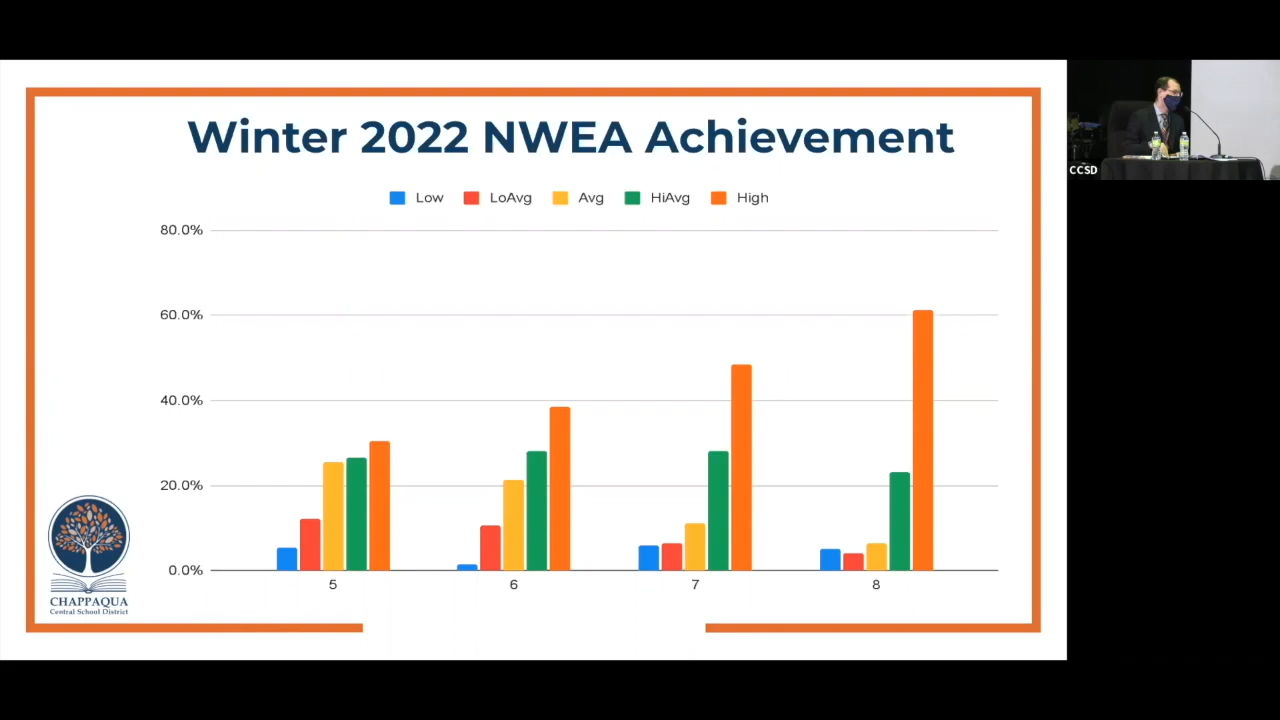 Winter 2022 NWEA Achievement
Low LoAvg Avg HiAvg High
80.0%
60.0%
40.0%
20.0%
0.0%
5 6 7 8
CHAPPAQUA
Central School District
CCSD